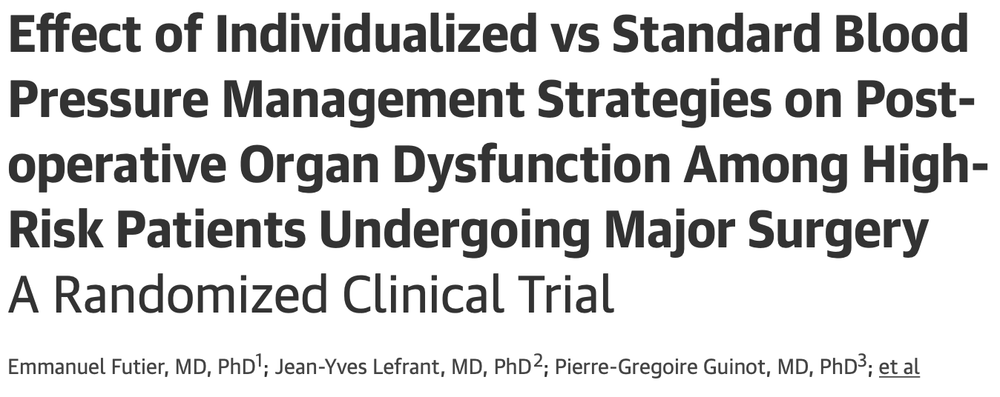 Effect of Individualized vs Standard Blood
Pressure Management Strategies on Post-
operative Organ Dysfunction Among High-
Risk Patients Undergoing Major Surgery
A Randomized Clinical Trial
Emmanuel Futier, MD, PhD1; Jean-Yves Lefrant, MD, PhD2; Pierre-Gregoire Guinot, MD, PhD3; et al